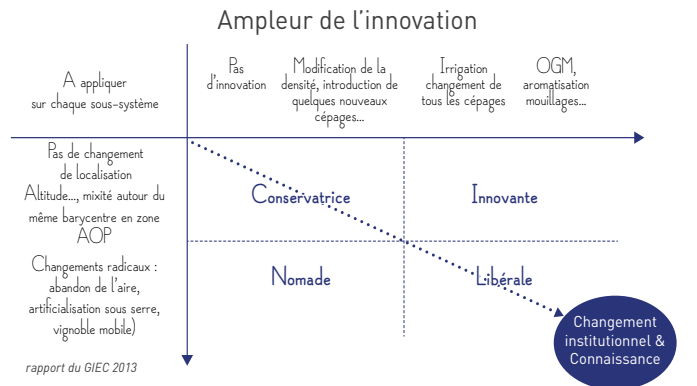 Ampleur de l'innovation
A appliquer
sur chaque sous-système
Pas
d'innovation
Modification de la
densité, introduction de
quelques nouveaux
cépages...
Irrigation
changement de
tous les cépages
OGM,
aromatisation
mouillages...
Pas de changement
de localisation
Altitude..., mixité autour du
même barycentre en zone
AOP
Changements radicaux :
abandon de l'aire,
artificialisation sous serre,
vignoble mobile)
Conservatrice
Innovante
Nomade
Libérale
Changement
institutionnel &
Connaissance
rapport du GIEC 2013